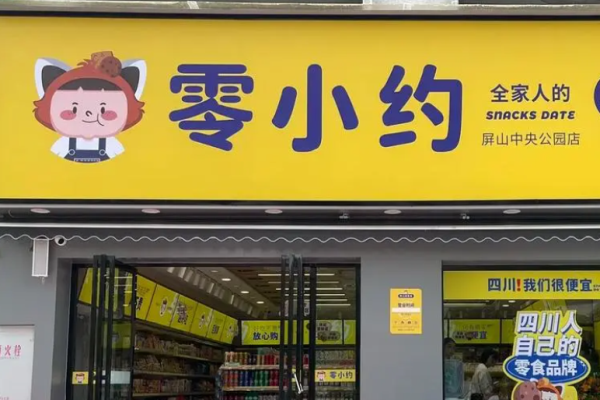 零小约
全家人的
SNACKS DATE
屏山中央公园店
四川!我们很便宜
放心购
零小约
四川人
自己的
零食品牌